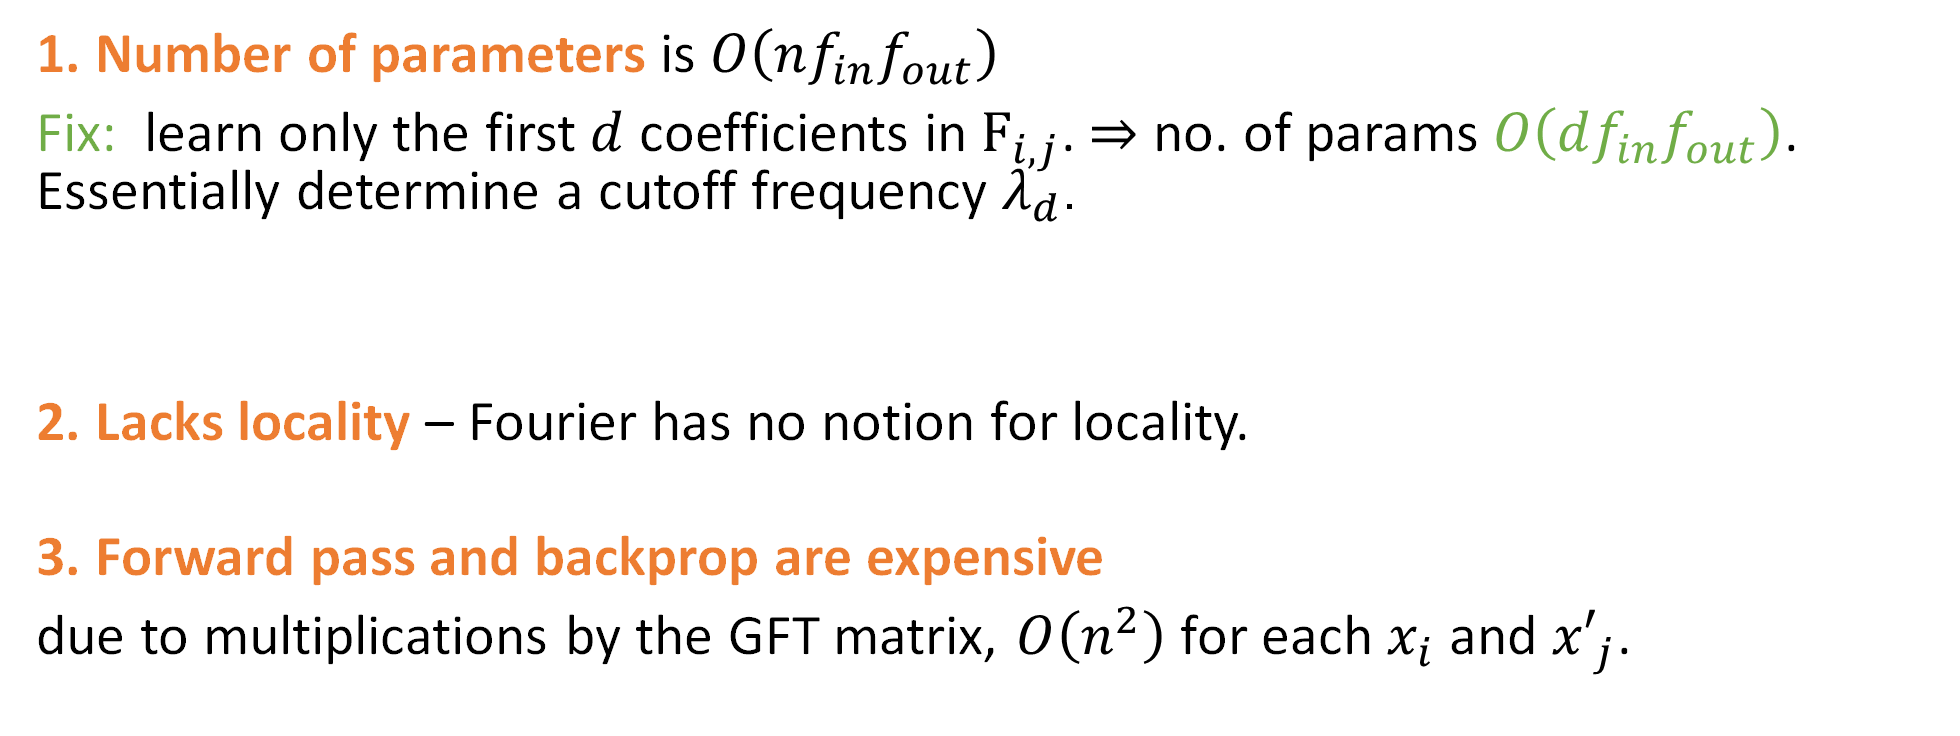 1. Number of parameters is O(nf_in f_out)
Fix: learn only the first d coefficients in F_{i,j}. ⇒ no. of params O(df_in f_out).
Essentially determine a cutoff frequency λ_d.
2. Lacks locality – Fourier has no notion for locality.
3. Forward pass and backprop are expensive
due to multiplications by the GFT matrix, O(n²) for each x_i and x'_j.